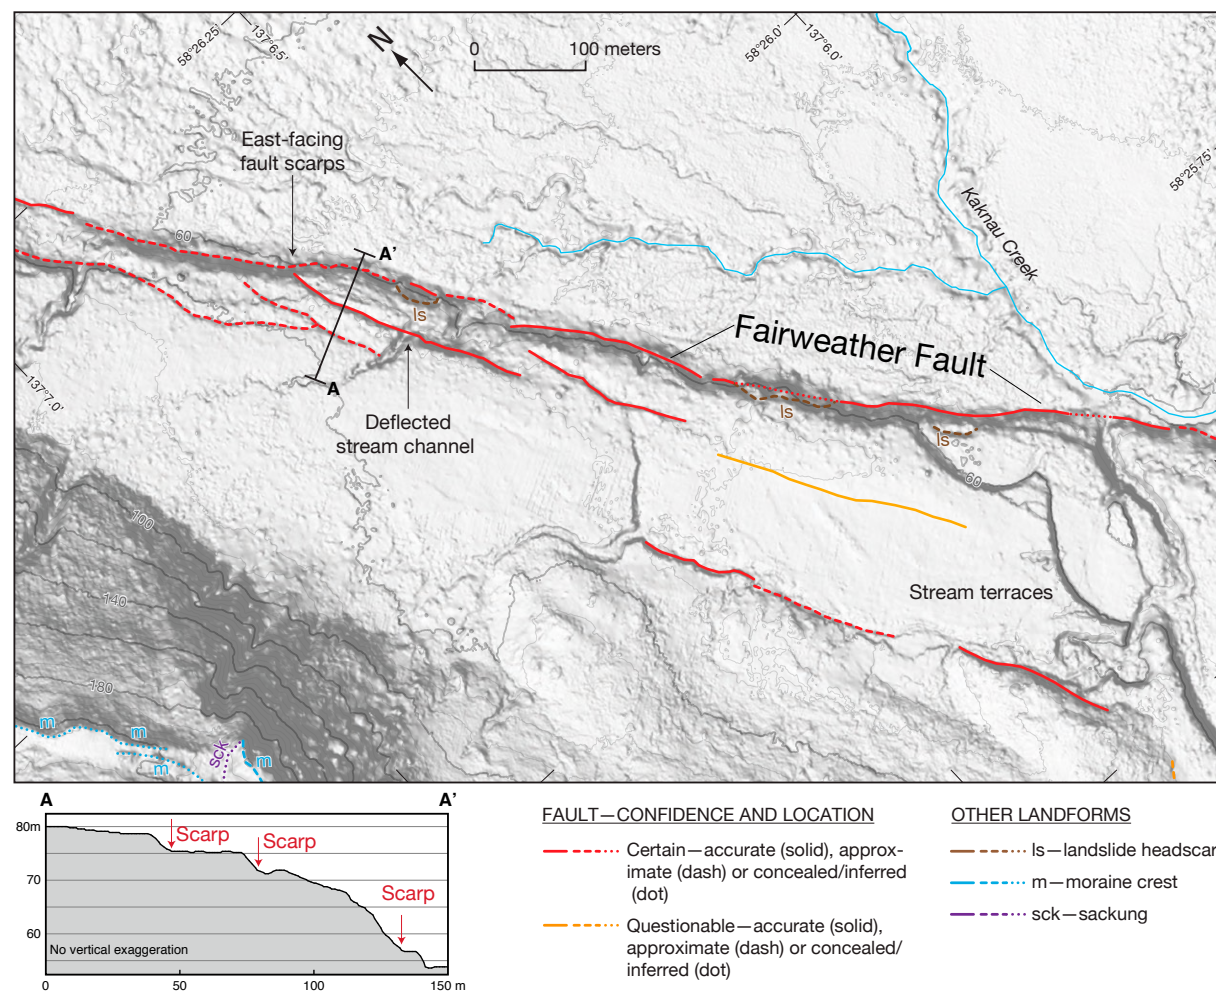 58°26.25'
137°6.5'
N
0 100 meters
58°26.0'
137°6.0'
58°25.75'
East-facing
fault scarps
Kaknau Creek
60
A'
ls
Fairweather Fault
A
137°7.0'
Deflected
stream channel
ls
ls
60
100
Stream terraces
140
180
m
m
m
sck
m
A A'
80m
70
60
Scarp
Scarp
Scarp
No vertical exaggeration
0 50 100 150 m
FAULT—CONFIDENCE AND LOCATION
Certain—accurate (solid), approx-
imate (dash) or concealed/inferred
(dot)
Questionable—accurate (solid),
approximate (dash) or concealed/
inferred (dot)
OTHER LANDFORMS
ls—landslide headscar
m—moraine crest
sck—sackung